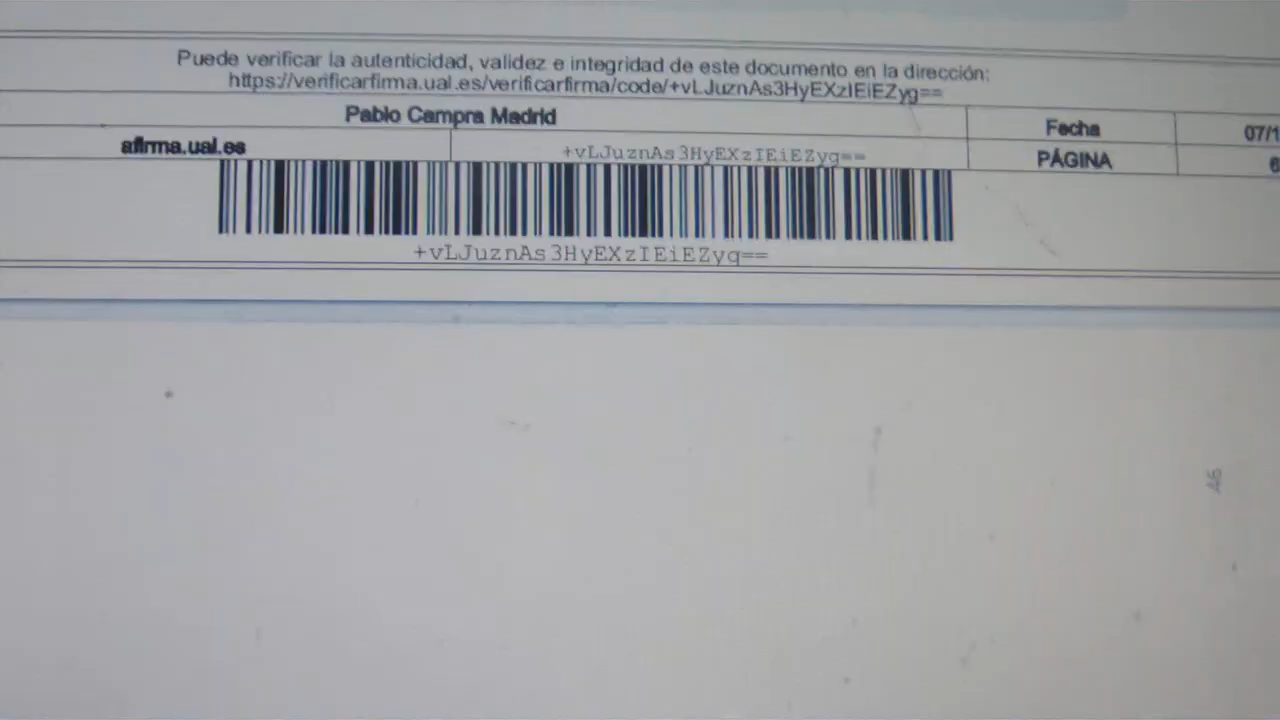 Puede verificar la autenticidad, validez e integridad de este documento en la dirección:
https://verificarfirma.ual.es/verificarfirma/code/+vLJuznAs3HyEXzIEiEZyg==
Pablo Campra Madrid
Fecha
07/1
afirma.ual.es
+vLJuznAs3HyEXzIEiEZyg==
PÁGINA
+vLJuznAs3HyEXzIEiEZyg==